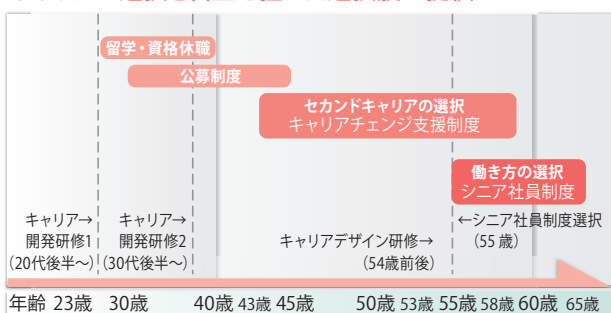 留学・資格休職
公募制度
セカンドキャリアの選択
キャリアチェンジ支援制度
働き方の選択
シニア社員制度
キャリア→
開発研修1
(20代後半〜)
キャリア→
開発研修2
(30代後半〜)
キャリアデザイン研修→
(54歳前後)
←シニア社員制度選択
(55歳)
年齢 23歳 30歳 40歳 43歳 45歳 50歳 53歳 55歳 58歳 60歳 65歳